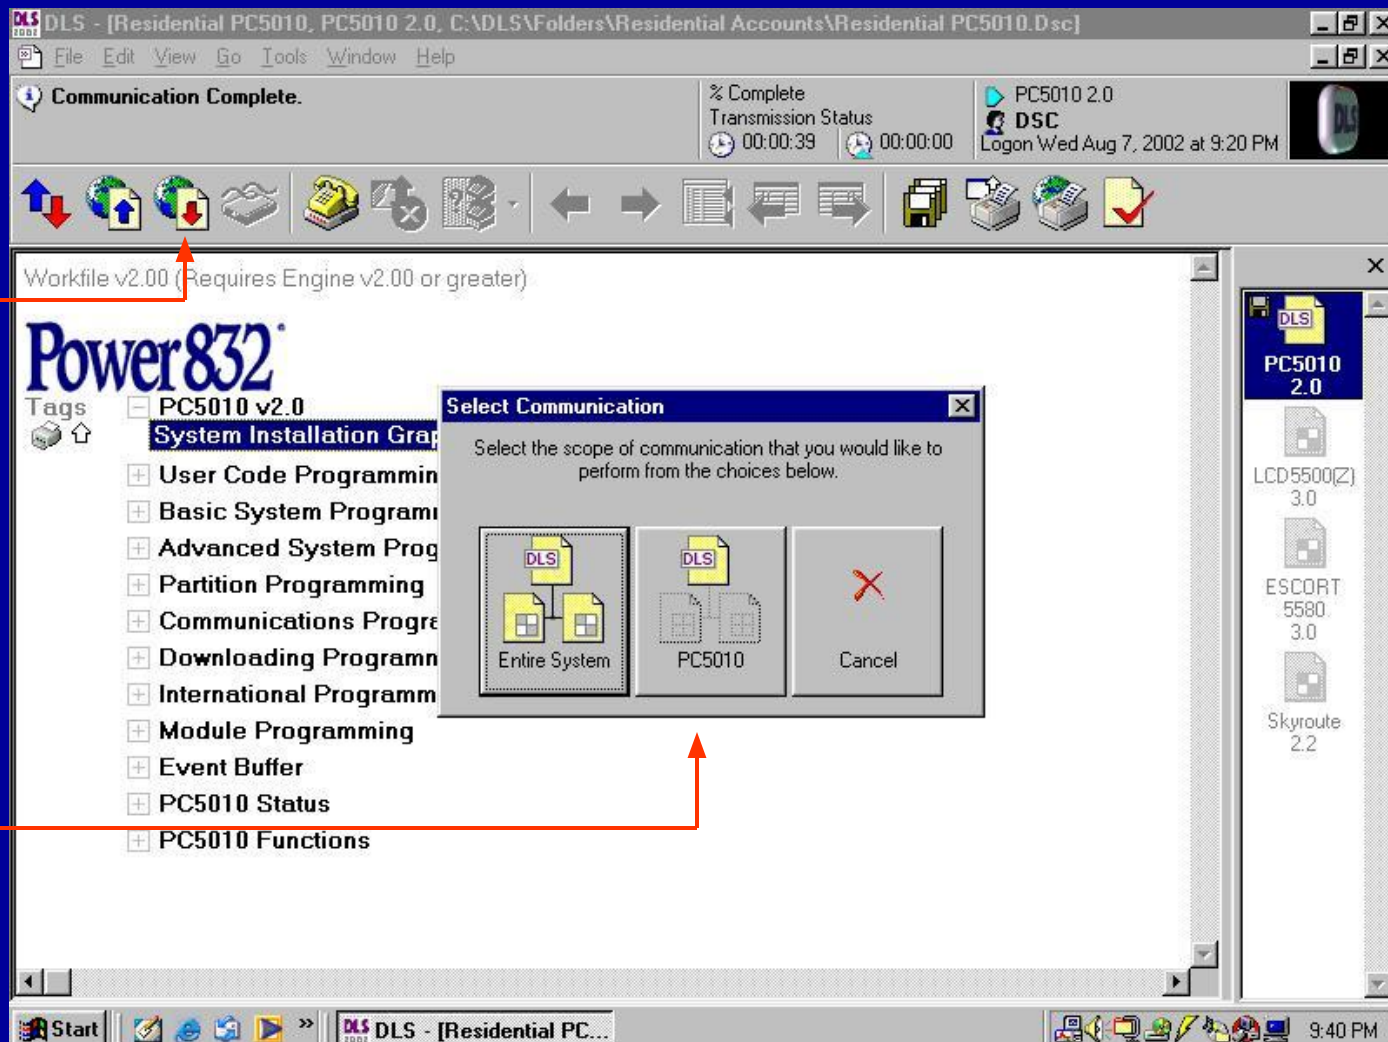 DLS - [Residential PC5010, PC5010 2.0, C:\DLS\Folders\Residential Accounts\Residential PC5010.Dsc]
File Edit View Go Tools Window Help
Communication Complete.
% Complete
Transmission Status
00:00:39 00:00:00
PC5010 2.0
DSC
Logon Wed Aug 7, 2002 at 9:20 PM
DLS
Workfile v2.00 (Requires Engine v2.00 or greater)
Power832
Tags
PC5010 v2.0
System Installation Grap
User Code Programmin
Basic System Program
Advanced System Prog
Partition Programming
Communications Progra
Downloading Programm
International Programm
Module Programming
Event Buffer
PC5010 Status
PC5010 Functions
Select Communication
Select the scope of communication that you would like to
perform from the choices below.
DLS
Entire System
DLS
PC5010
Cancel
DLS
PC5010
2.0
LCD5500(Z)
3.0
ESCORT
5580
3.0
Skyroute
2.2
Start
DLS - [Residential PC...
9:40 PM